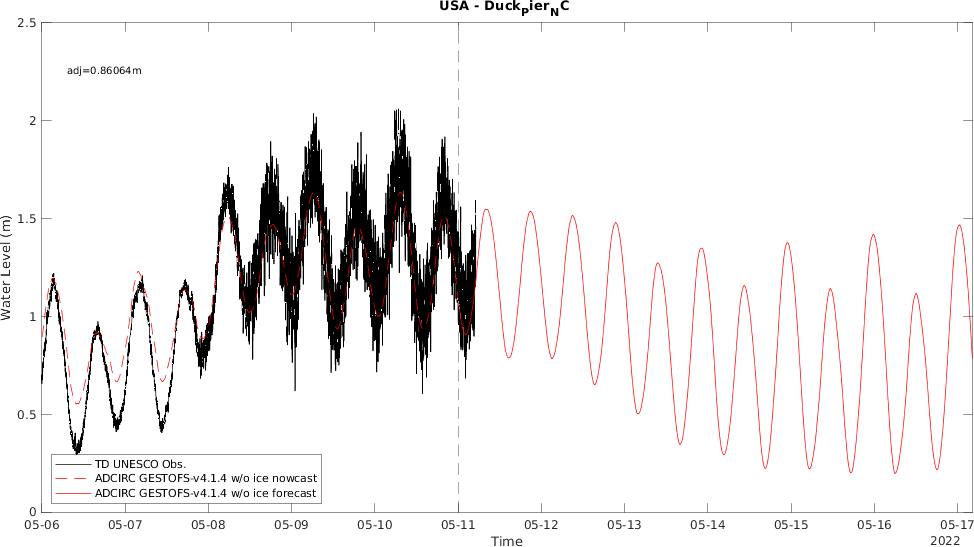 USA - DuckPierNC
2.5
adj=0.86064m
2
1.5
Water Level (m)
1
0.5
TD UNESCO Obs.
ADCIRC GESTOFS-v4.1.4 w/o ice nowcast
ADCIRC GESTOFS-v4.1.4 w/o ice forecast
0
05-06 05-07 05-08 05-09 05-10 05-11 05-12 05-13 05-14 05-15 05-16 05-17
Time
2022